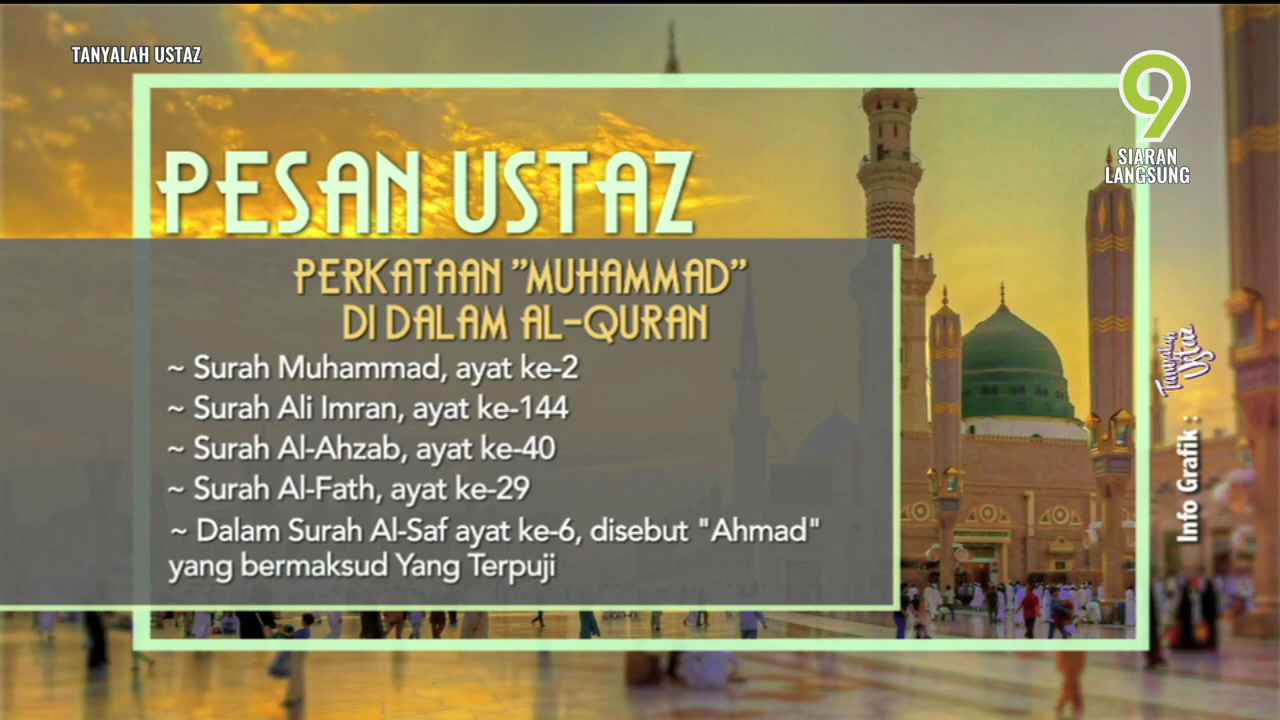 TANYALAH USTAZ
9
SIARAN
LANGSUNG
PESAN USTAZ
PERKATAAN "MUHAMMAD"
DI DALAM AL-QURAN
~ Surah Muhammad, ayat ke-2
~ Surah Ali Imran, ayat ke-144
~ Surah Al-Ahzab, ayat ke-40
~ Surah Al-Fath, ayat ke-29
~ Dalam Surah Al-Saf ayat ke-6, disebut "Ahmad"
yang bermaksud Yang Terpuji
Info Grafik :
Tanyalah
Ustaz